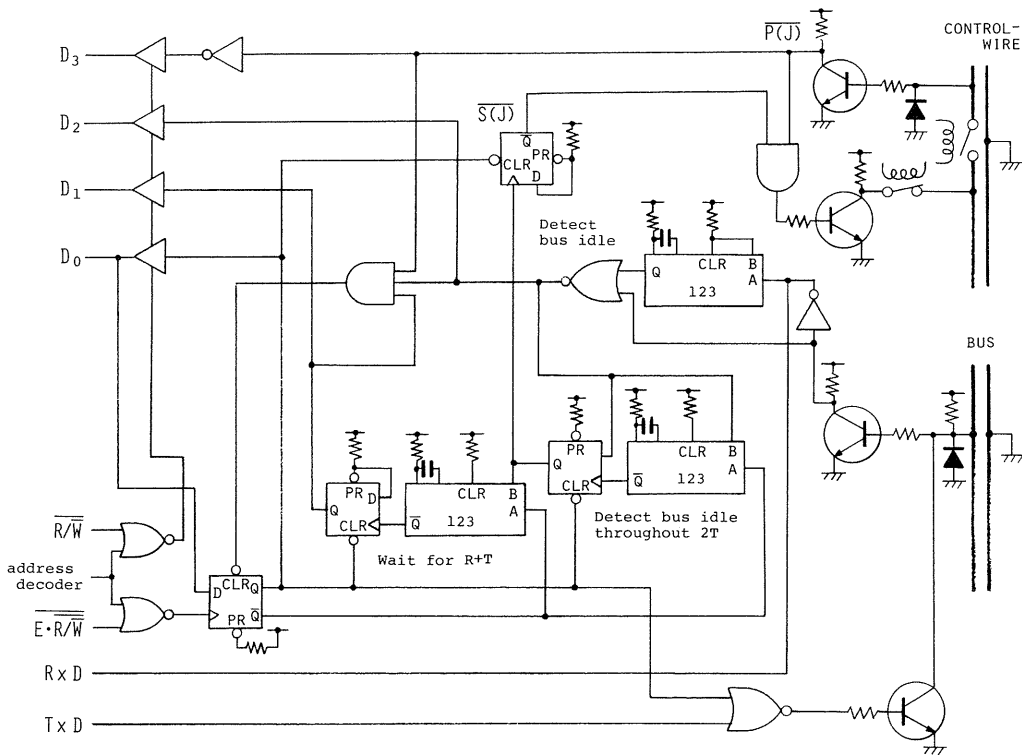 P(J)
CONTROL-
WIRE
D3
D2
S(J)
Q
CLR
PR
D
D1
Detect
bus idle
D0
CLR
B
Q
A
123
BUS
PR
D
Q
CLR
CLR
B
Q
A
123
PR
Q
CLR
CLR
B
Q
A
123
Detect bus idle
throughout 2T
Wait for R+T
R/W
address
decoder
CLR
D
Q
PR
Q
E·R/W
RxD
TxD